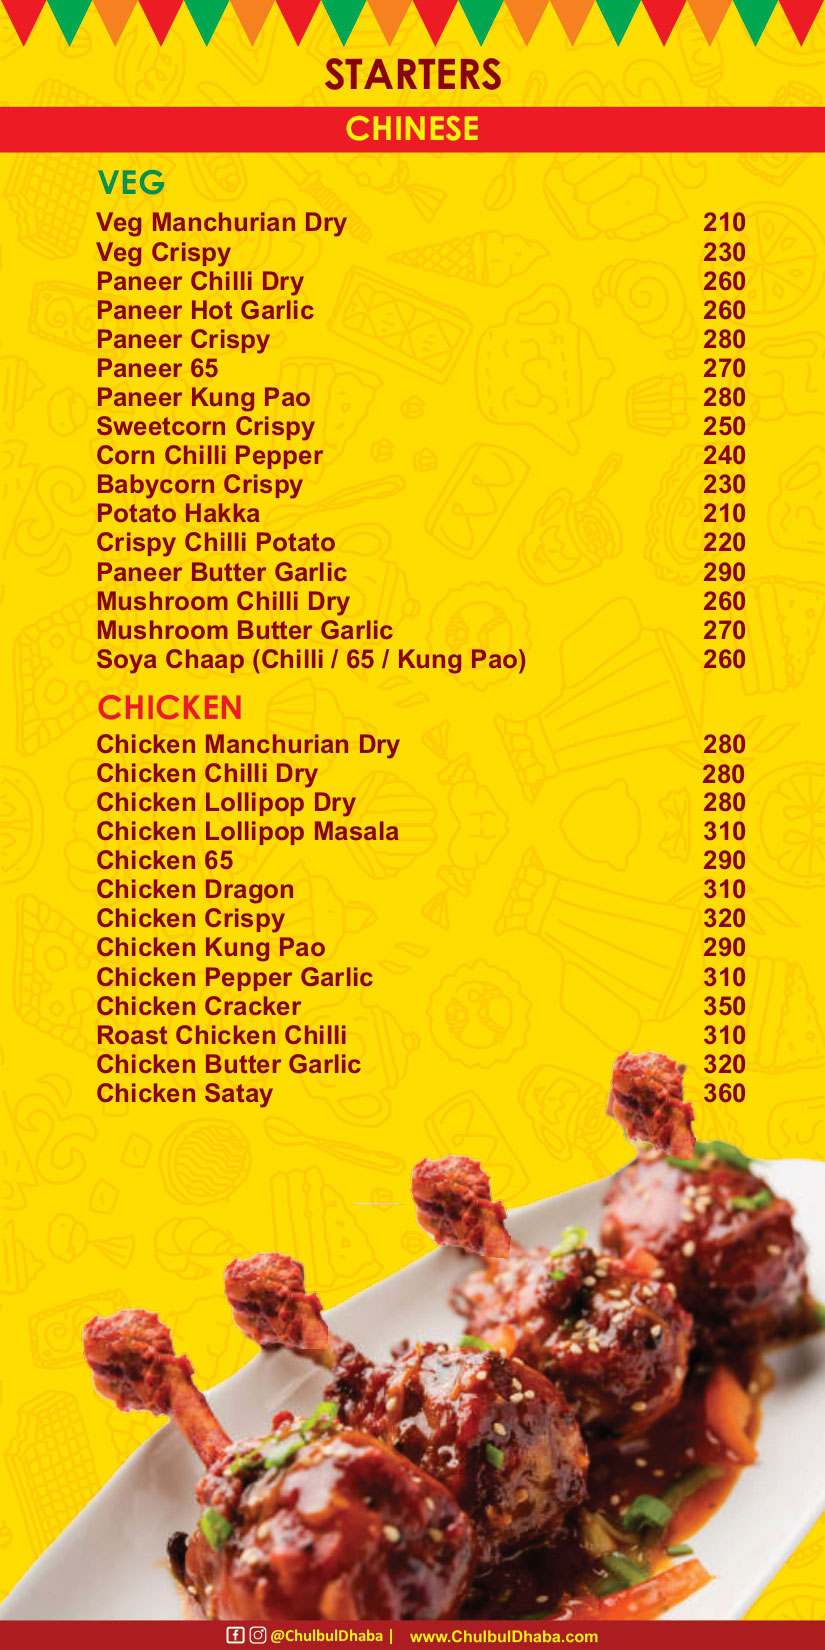 STARTERS
CHINESE
VEG
Veg Manchurian Dry 210
Veg Crispy 230
Paneer Chilli Dry 260
Paneer Hot Garlic 260
Paneer Crispy 280
Paneer 65 270
Paneer Kung Pao 280
Sweetcorn Crispy 250
Corn Chilli Pepper 240
Babycorn Crispy 230
Potato Hakka 210
Crispy Chilli Potato 220
Paneer Butter Garlic 290
Mushroom Chilli Dry 260
Mushroom Butter Garlic 270
Soya Chaap (Chilli / 65 / Kung Pao) 260
CHICKEN
Chicken Manchurian Dry 280
Chicken Chilli Dry 280
Chicken Lollipop Dry 280
Chicken Lollipop Masala 310
Chicken 65 290
Chicken Dragon 310
Chicken Crispy 320
Chicken Kung Pao 290
Chicken Pepper Garlic 310
Chicken Cracker 350
Roast Chicken Chilli 310
Chicken Butter Garlic 320
Chicken Satay 360
@ChulbulDhaba | www.ChulbulDhaba.com